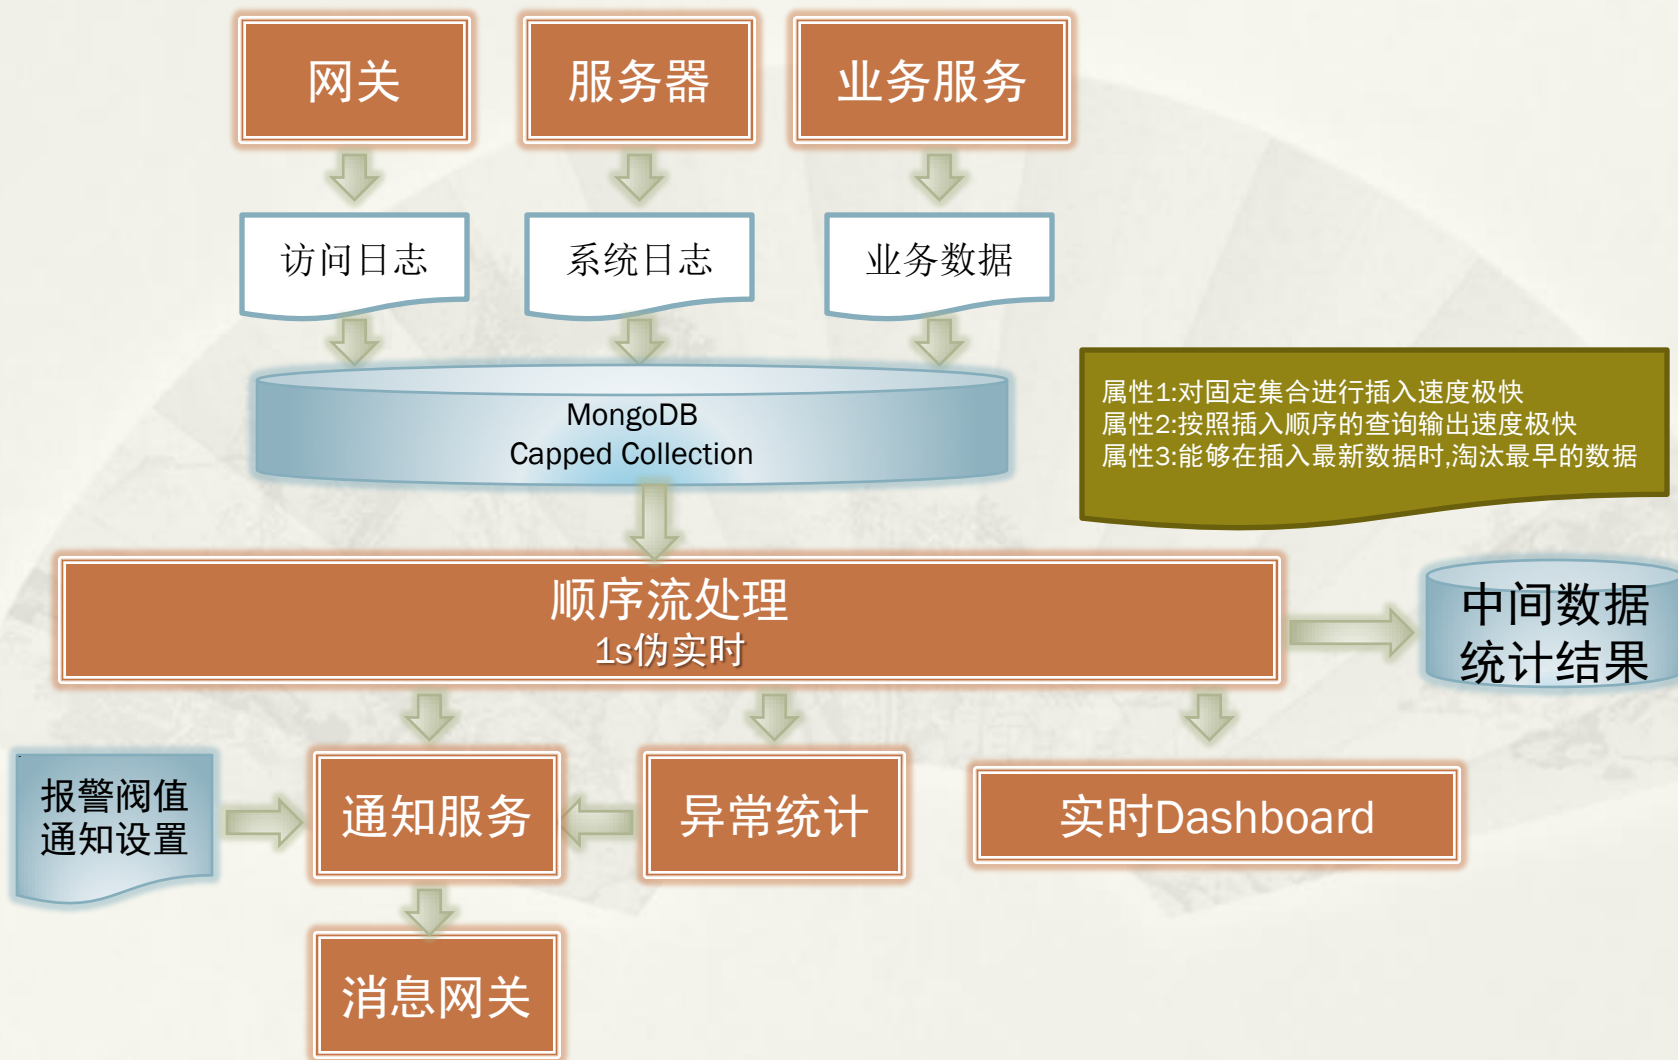 网关
服务器
业务服务
访问日志
系统日志
业务数据
MongoDB
Capped Collection
属性1:对固定集合进行插入速度极快
属性2:按照插入顺序的查询输出速度极快
属性3:能够在插入最新数据时,淘汰最早的数据
顺序流处理
1s伪实时
中间数据
统计结果
报警阀值
通知设置
通知服务
异常统计
实时Dashboard
消息网关